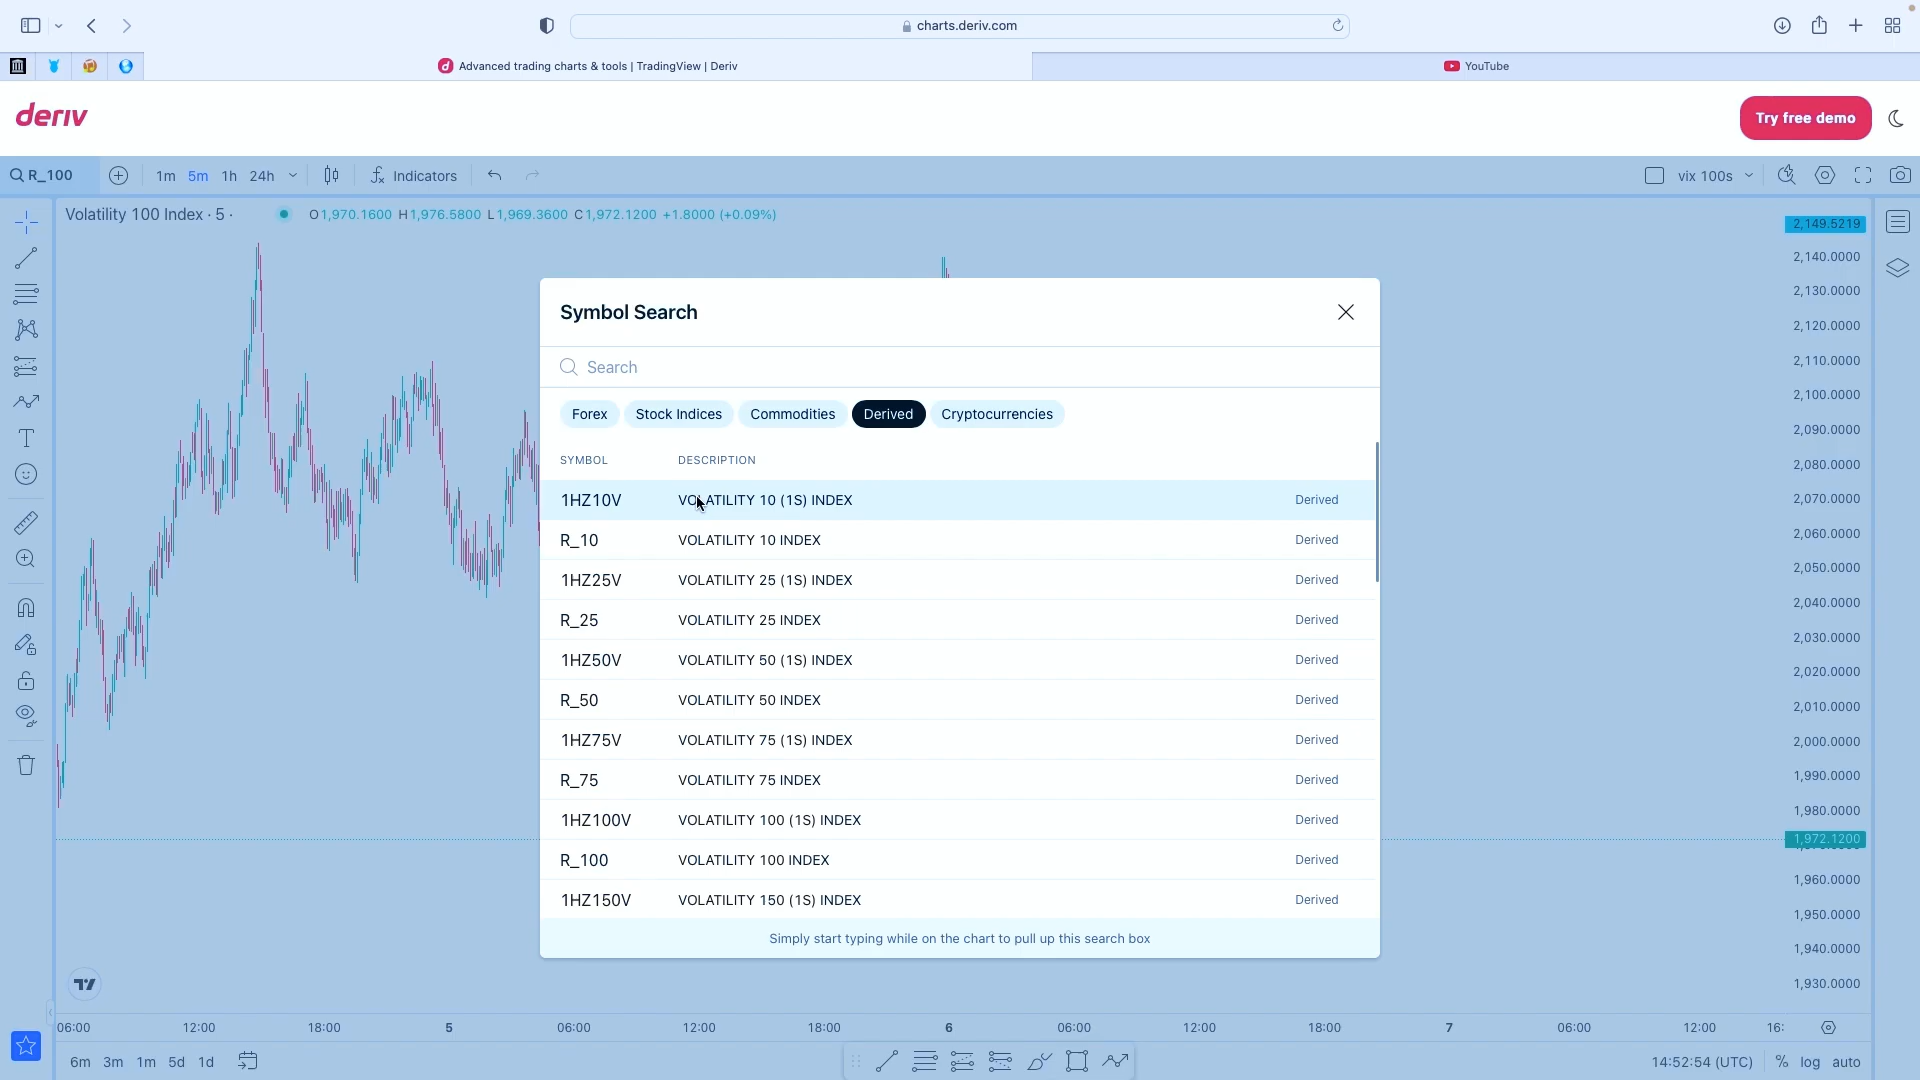 charts.deriv.com
Advanced trading charts & tools | TradingView | Deriv
YouTube
deriv
Try free demo
R_100
1m 5m 1h 24h
Indicators
vix 100s
Volatility 100 Index · 5 ·
O1,970.1600 H1,976.5800 L1,969.3600 C1,972.1200 +1.8000 (+0.09%)
2,149.5219
2,140.0000
2,130.0000
2,120.0000
2,110.0000
2,100.0000
2,090.0000
2,080.0000
2,070.0000
2,060.0000
2,050.0000
2,040.0000
2,030.0000
2,020.0000
2,010.0000
2,000.0000
1,990.0000
1,980.0000
1,972.1200
1,960.0000
1,950.0000
1,940.0000
1,930.0000
Symbol Search
Search
Forex Stock Indices Commodities Derived Cryptocurrencies
SYMBOL DESCRIPTION
1HZ10V VOLATILITY 10 (1S) INDEX Derived
R_10 VOLATILITY 10 INDEX Derived
1HZ25V VOLATILITY 25 (1S) INDEX Derived
R_25 VOLATILITY 25 INDEX Derived
1HZ50V VOLATILITY 50 (1S) INDEX Derived
R_50 VOLATILITY 50 INDEX Derived
1HZ75V VOLATILITY 75 (1S) INDEX Derived
R_75 VOLATILITY 75 INDEX Derived
1HZ100V VOLATILITY 100 (1S) INDEX Derived
R_100 VOLATILITY 100 INDEX Derived
1HZ150V VOLATILITY 150 (1S) INDEX Derived
Simply start typing while on the chart to pull up this search box
06:00 12:00 18:00 5 06:00 12:00 18:00 6 06:00 12:00 18:00 7 06:00 12:00 16:
6m 3m 1m 5d 1d
14:52:54 (UTC) % log auto